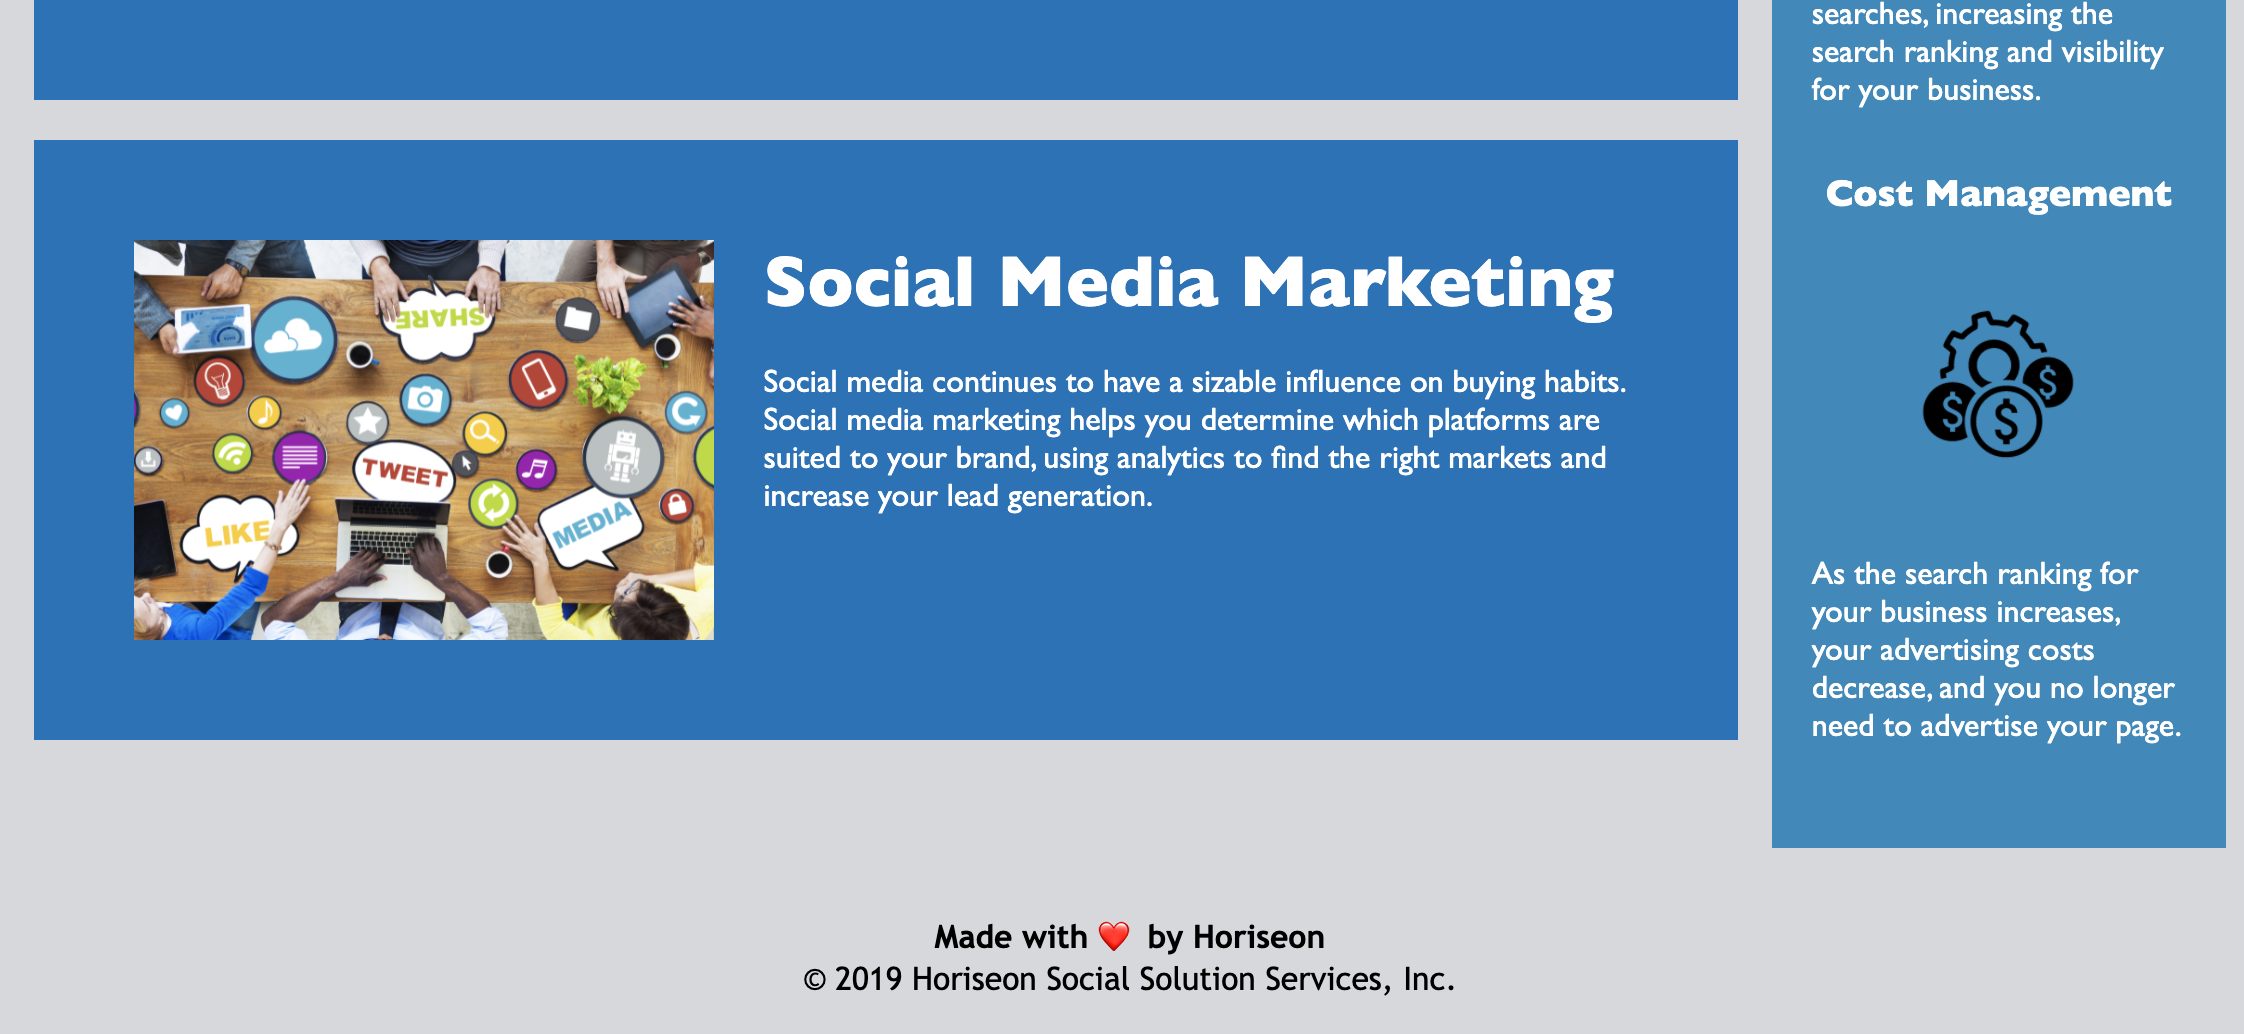 searches, increasing the
search ranking and visibility
for your business.
Social Media Marketing
Social media continues to have a sizable influence on buying habits.
Social media marketing helps you determine which platforms are
suited to your brand, using analytics to find the right markets and
increase your lead generation.
SHARE
TWEET
LIKE
MEDIA
Cost Management
$ $ $
As the search ranking for
your business increases,
your advertising costs
decrease, and you no longer
need to advertise your page.
Made with ❤️ by Horiseon
© 2019 Horiseon Social Solution Services, Inc.